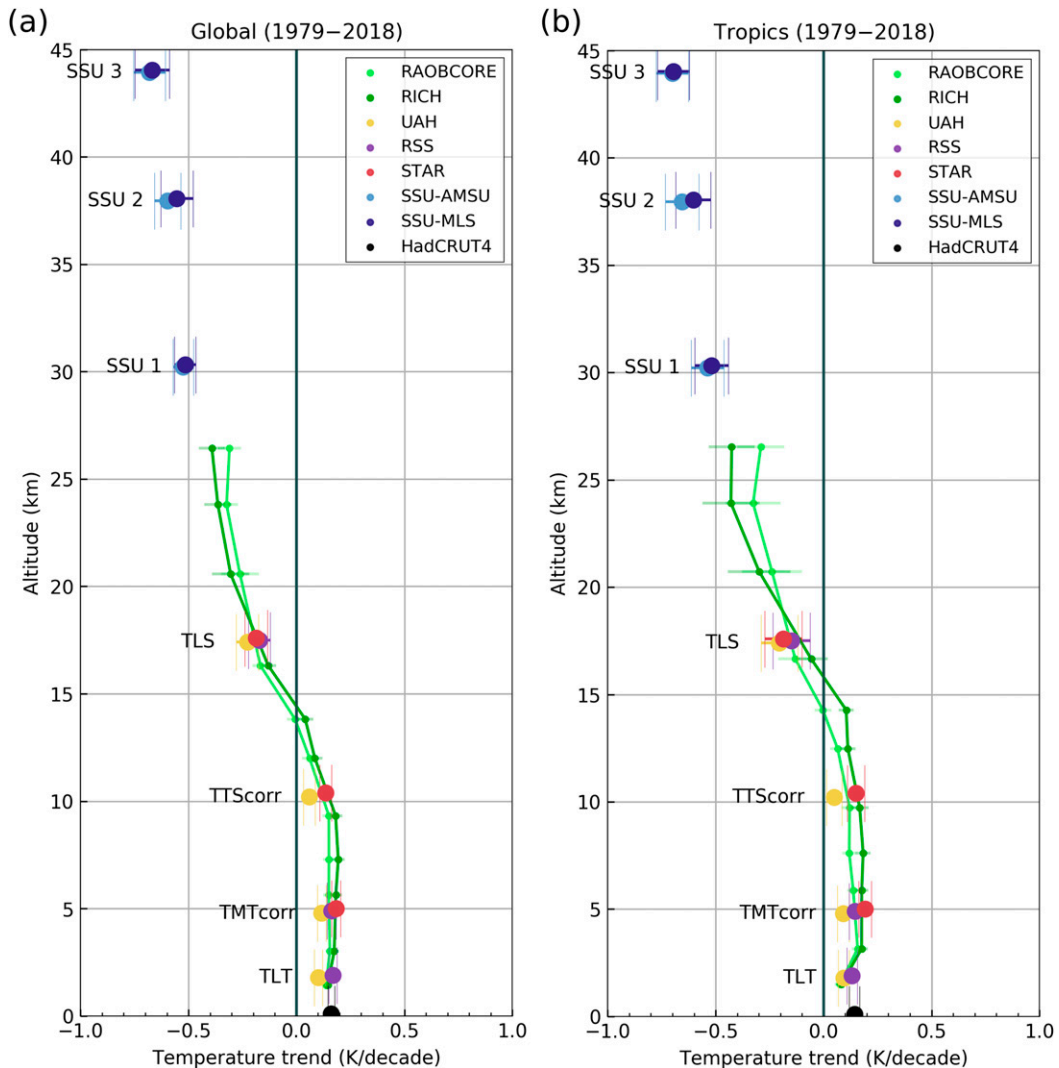 (a)
Global (1979−2018)
45
40
35
30
25
20
15
10
5
0
Altitude (km)
SSU 3
SSU 2
SSU 1
TLS
TTScorr
TMTcorr
TLT
RAOBCORE
RICH
UAH
RSS
STAR
SSU-AMSU
SSU-MLS
HadCRUT4
−1.0 −0.5 0.0 0.5 1.0
Temperature trend (K/decade)
(b)
Tropics (1979−2018)
45
40
35
30
25
20
15
10
5
0
Altitude (km)
SSU 3
SSU 2
SSU 1
TLS
TTScorr
TMTcorr
TLT
RAOBCORE
RICH
UAH
RSS
STAR
SSU-AMSU
SSU-MLS
HadCRUT4
−1.0 −0.5 0.0 0.5 1.0
Temperature trend (K/decade)